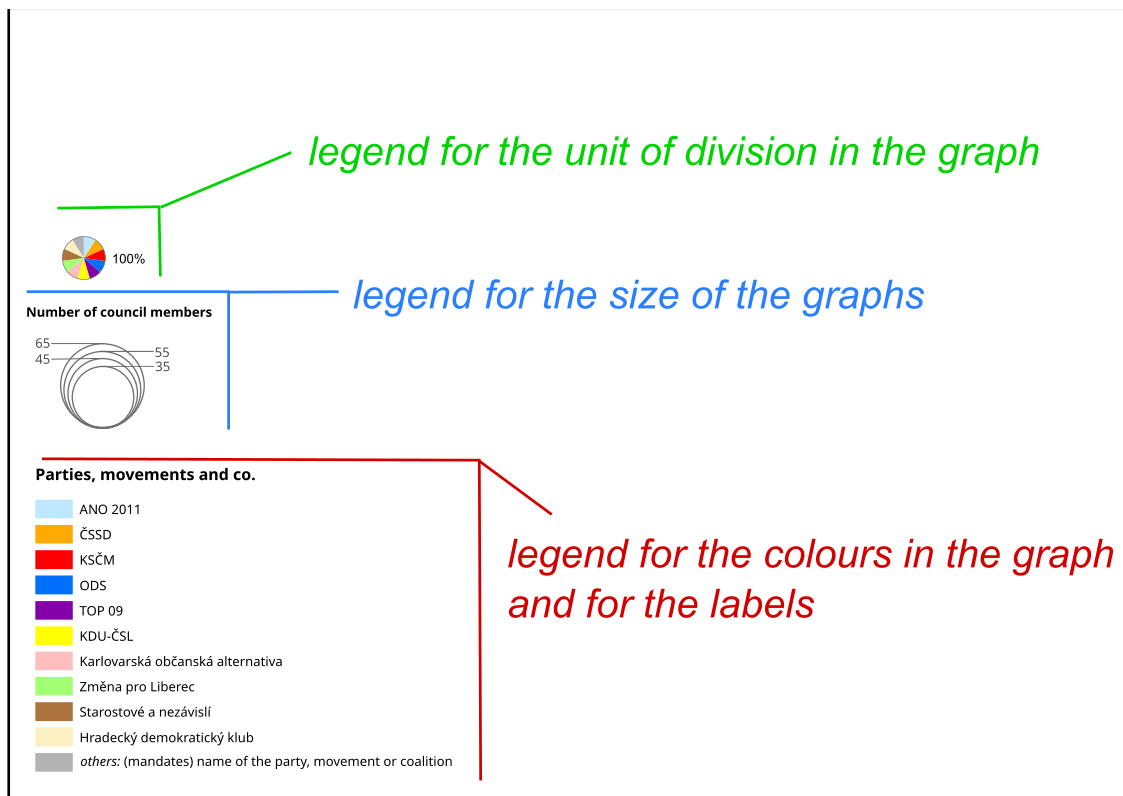 legend for the unit of division in the graph
100%
legend for the size of the graphs
Number of council members
65
55
45
35
Parties, movements and co.
ANO 2011
ČSSD
KSČM
ODS
TOP 09
KDU-ČSL
Karlovarská občanská alternativa
Změna pro Liberec
Starostové a nezávislí
Hradecký demokratický klub
others: (mandates) name of the party, movement or coalition
legend for the colours in the graph
and for the labels